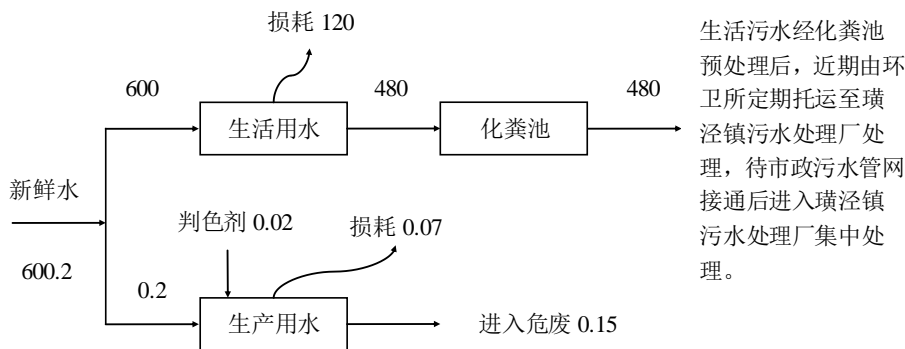 损耗 120
生活污水经化粪池
预处理后，近期由环
卫所定期托运至璜
泾镇污水处理厂处
理，待市政污水管网
接通后进入璜泾镇
污水处理厂集中处
理。
600
480
480
生活用水
化粪池
新鲜水
600.2
判色剂 0.02
损耗 0.07
0.2
生产用水
进入危废 0.15